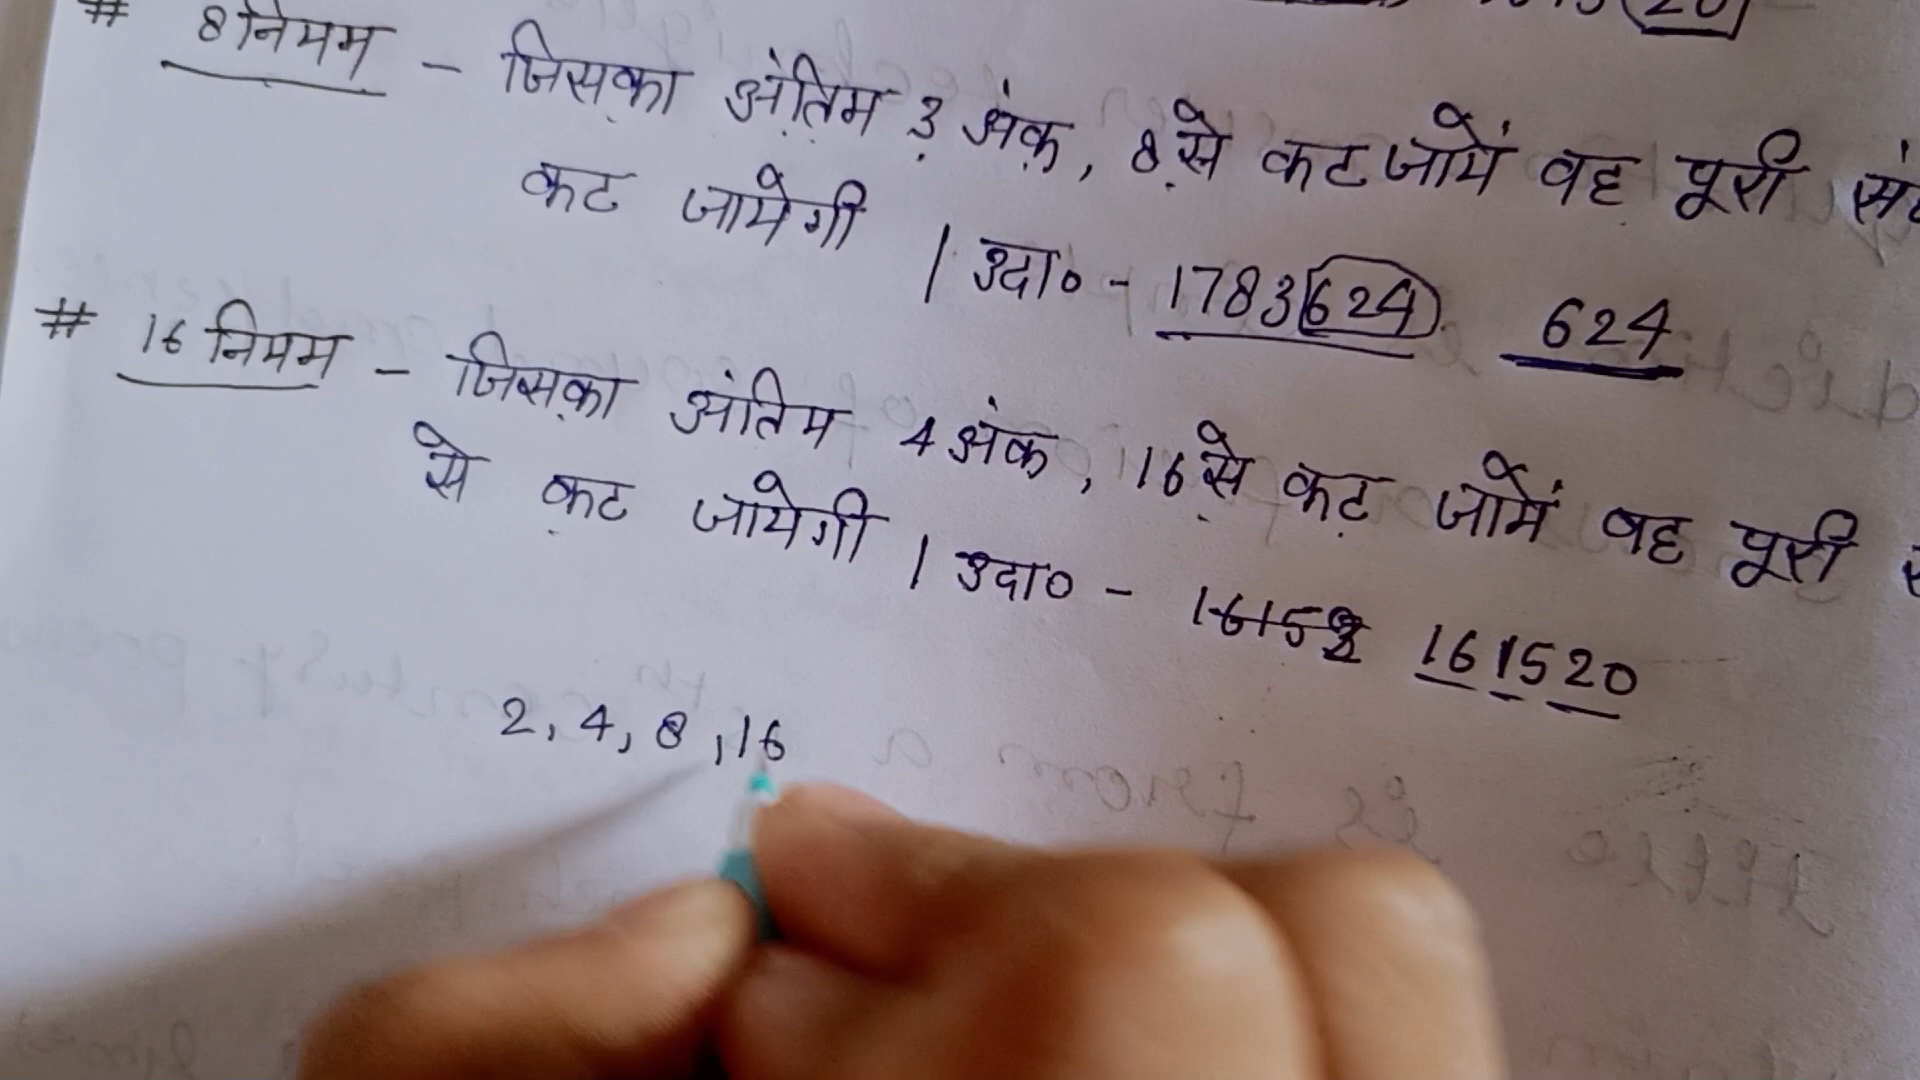 # 8 नियम - जिसका अंतिम 3 अंक, 8 से कट जायें वह पूरी
कट जायेगी । उदा० - 1783624 624
# 16 नियम - जिसका अंतिम 4 अंक, 16 से कट जायें वह पूरी
से कट जायेगी । उदा० - 161520
2, 4, 8, 16